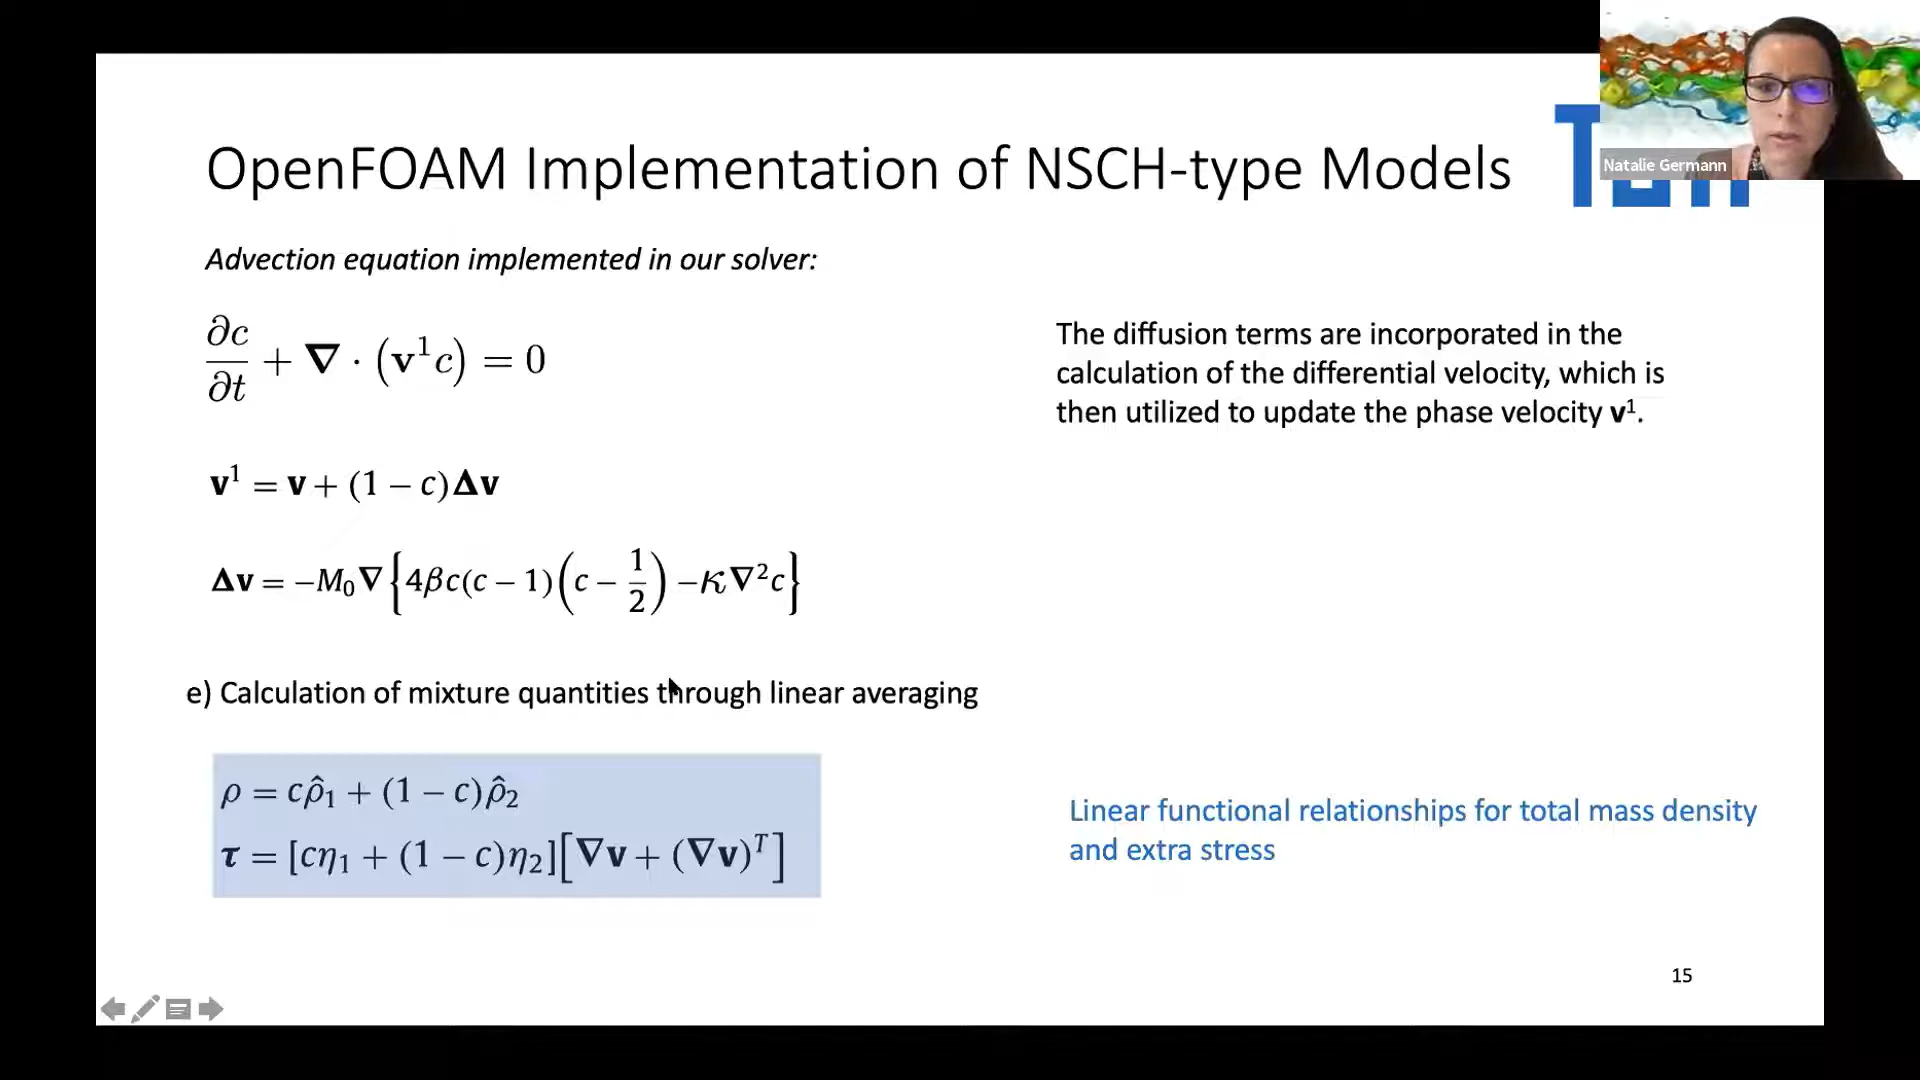 OpenFOAM Implementation of NSCH-type Models
Natalie Germann
Advection equation implemented in our solver:
∂c/∂t + ∇ · (v¹c) = 0
The diffusion terms are incorporated in the
calculation of the differential velocity, which is
then utilized to update the phase velocity v¹.
v¹ = v + (1 − c)Δv
Δv = −M₀∇{4βc(c − 1)(c − 1/2) −κ∇²c}
e) Calculation of mixture quantities through linear averaging
ρ = cρ̂₁ + (1 − c)ρ̂₂
τ = [cη₁ + (1 − c)η₂][∇v + (∇v)ᵀ]
Linear functional relationships for total mass density
and extra stress
15